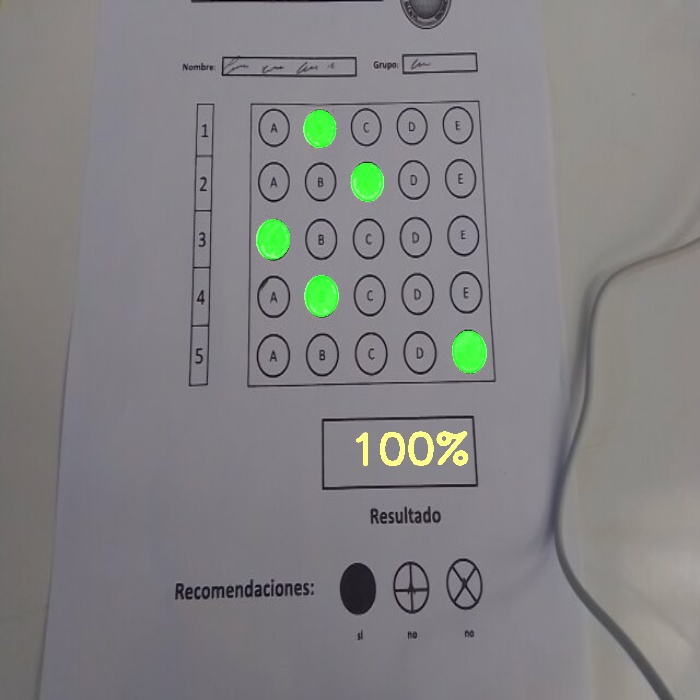 Nombre: Grupo:
1 A C D E
2 A B D E
3 B C D E
4 A C D E
5 A B C D
100%
Resultado
Recomendaciones:
si no no